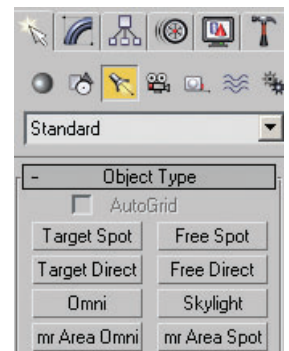 Standard
- Object Type
AutoGrid
Target Spot Free Spot
Target Direct Free Direct
Omni Skylight
mr Area Omni mr Area Spot